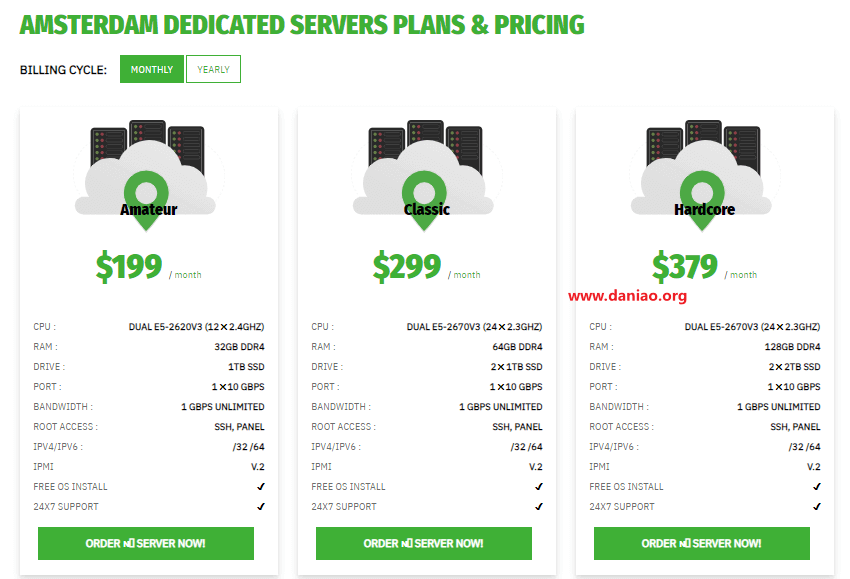 AMSTERDAM DEDICATED SERVERS PLANS & PRICING
BILLING CYCLE: MONTHLY YEARLY
Amateur
$199 / month
CPU : DUAL E5-2620V3 (12✕2.4GHZ)
RAM : 32GB DDR4
DRIVE : 1TB SSD
PORT : 1✕10 GBPS
BANDWIDTH : 1 GBPS UNLIMITED
ROOT ACCESS : SSH, PANEL
IPV4/IPV6 : /32 /64
IPMI V.2
FREE OS INSTALL ✔
24X7 SUPPORT ✔
ORDER SERVER NOW!
Classic
$299 / month
CPU : DUAL E5-2670V3 (24✕2.3GHZ)
RAM : 64GB DDR4
DRIVE : 2✕1TB SSD
PORT : 1✕10 GBPS
BANDWIDTH : 1 GBPS UNLIMITED
ROOT ACCESS : SSH, PANEL
IPV4/IPV6 : /32 /64
IPMI V.2
FREE OS INSTALL ✔
24X7 SUPPORT ✔
ORDER SERVER NOW!
Hardcore
$379 / month
www.daniao.org
CPU : DUAL E5-2670V3 (24✕2.3GHZ)
RAM : 128GB DDR4
DRIVE : 2✕2TB SSD
PORT : 1✕10 GBPS
BANDWIDTH : 1 GBPS UNLIMITED
ROOT ACCESS : SSH, PANEL
IPV4/IPV6 : /32 /64
IPMI V.2
FREE OS INSTALL ✔
24X7 SUPPORT ✔
ORDER SERVER NOW!